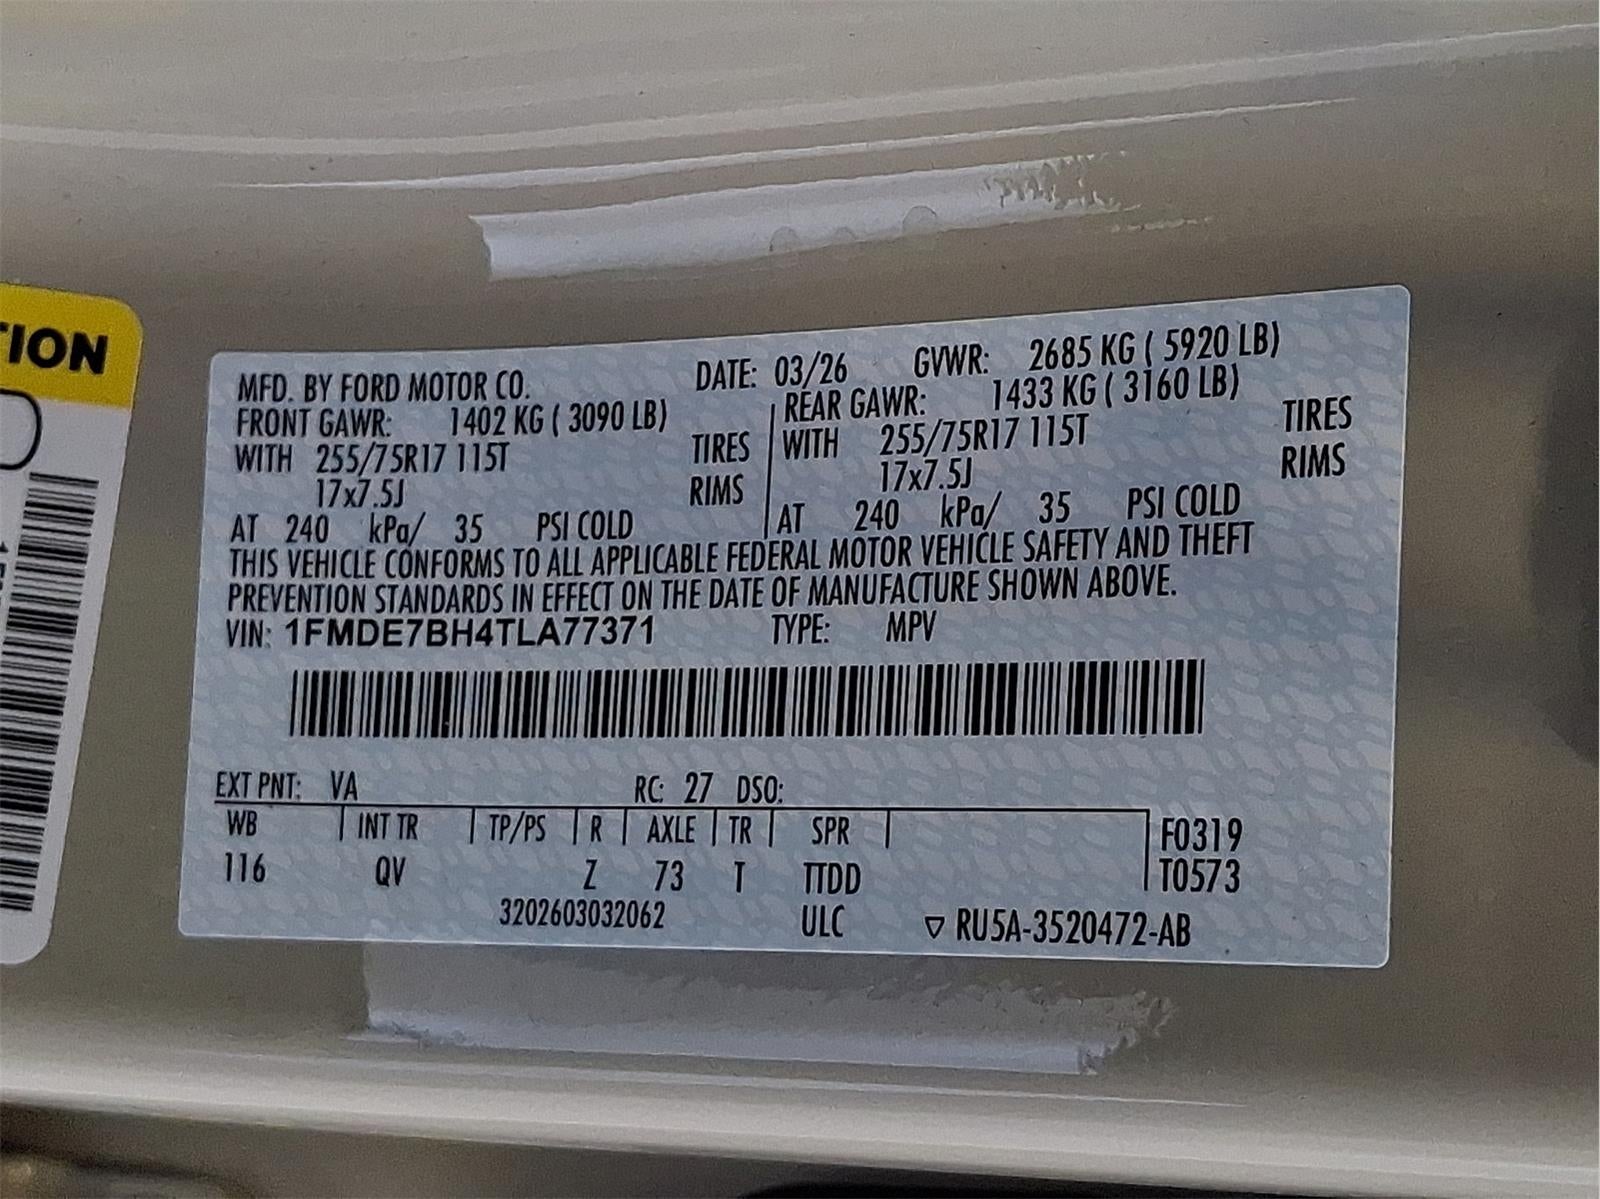 TION
MFD. BY FORD MOTOR CO. DATE: 03/26 GVWR: 2685 KG ( 5920 LB)
FRONT GAWR: 1402 KG ( 3090 LB) REAR GAWR: 1433 KG ( 3160 LB)
WITH 255/75R17 115T TIRES WITH 255/75R17 115T TIRES
17x7.5J RIMS 17x7.5J RIMS
AT 240 kPa/ 35 PSI COLD AT 240 kPa/ 35 PSI COLD
THIS VEHICLE CONFORMS TO ALL APPLICABLE FEDERAL MOTOR VEHICLE SAFETY AND THEFT
PREVENTION STANDARDS IN EFFECT ON THE DATE OF MANUFACTURE SHOWN ABOVE.
VIN: 1FMDE7BH4TLA77371 TYPE: MPV
EXT PNT: VA RC: 27 DSO:
WB INT TR TP/PS R AXLE TR SPR F0319
116 QV Z 73 T TTDD T0573
3202603032062 ULC ▽ RU5A-3520472-AB